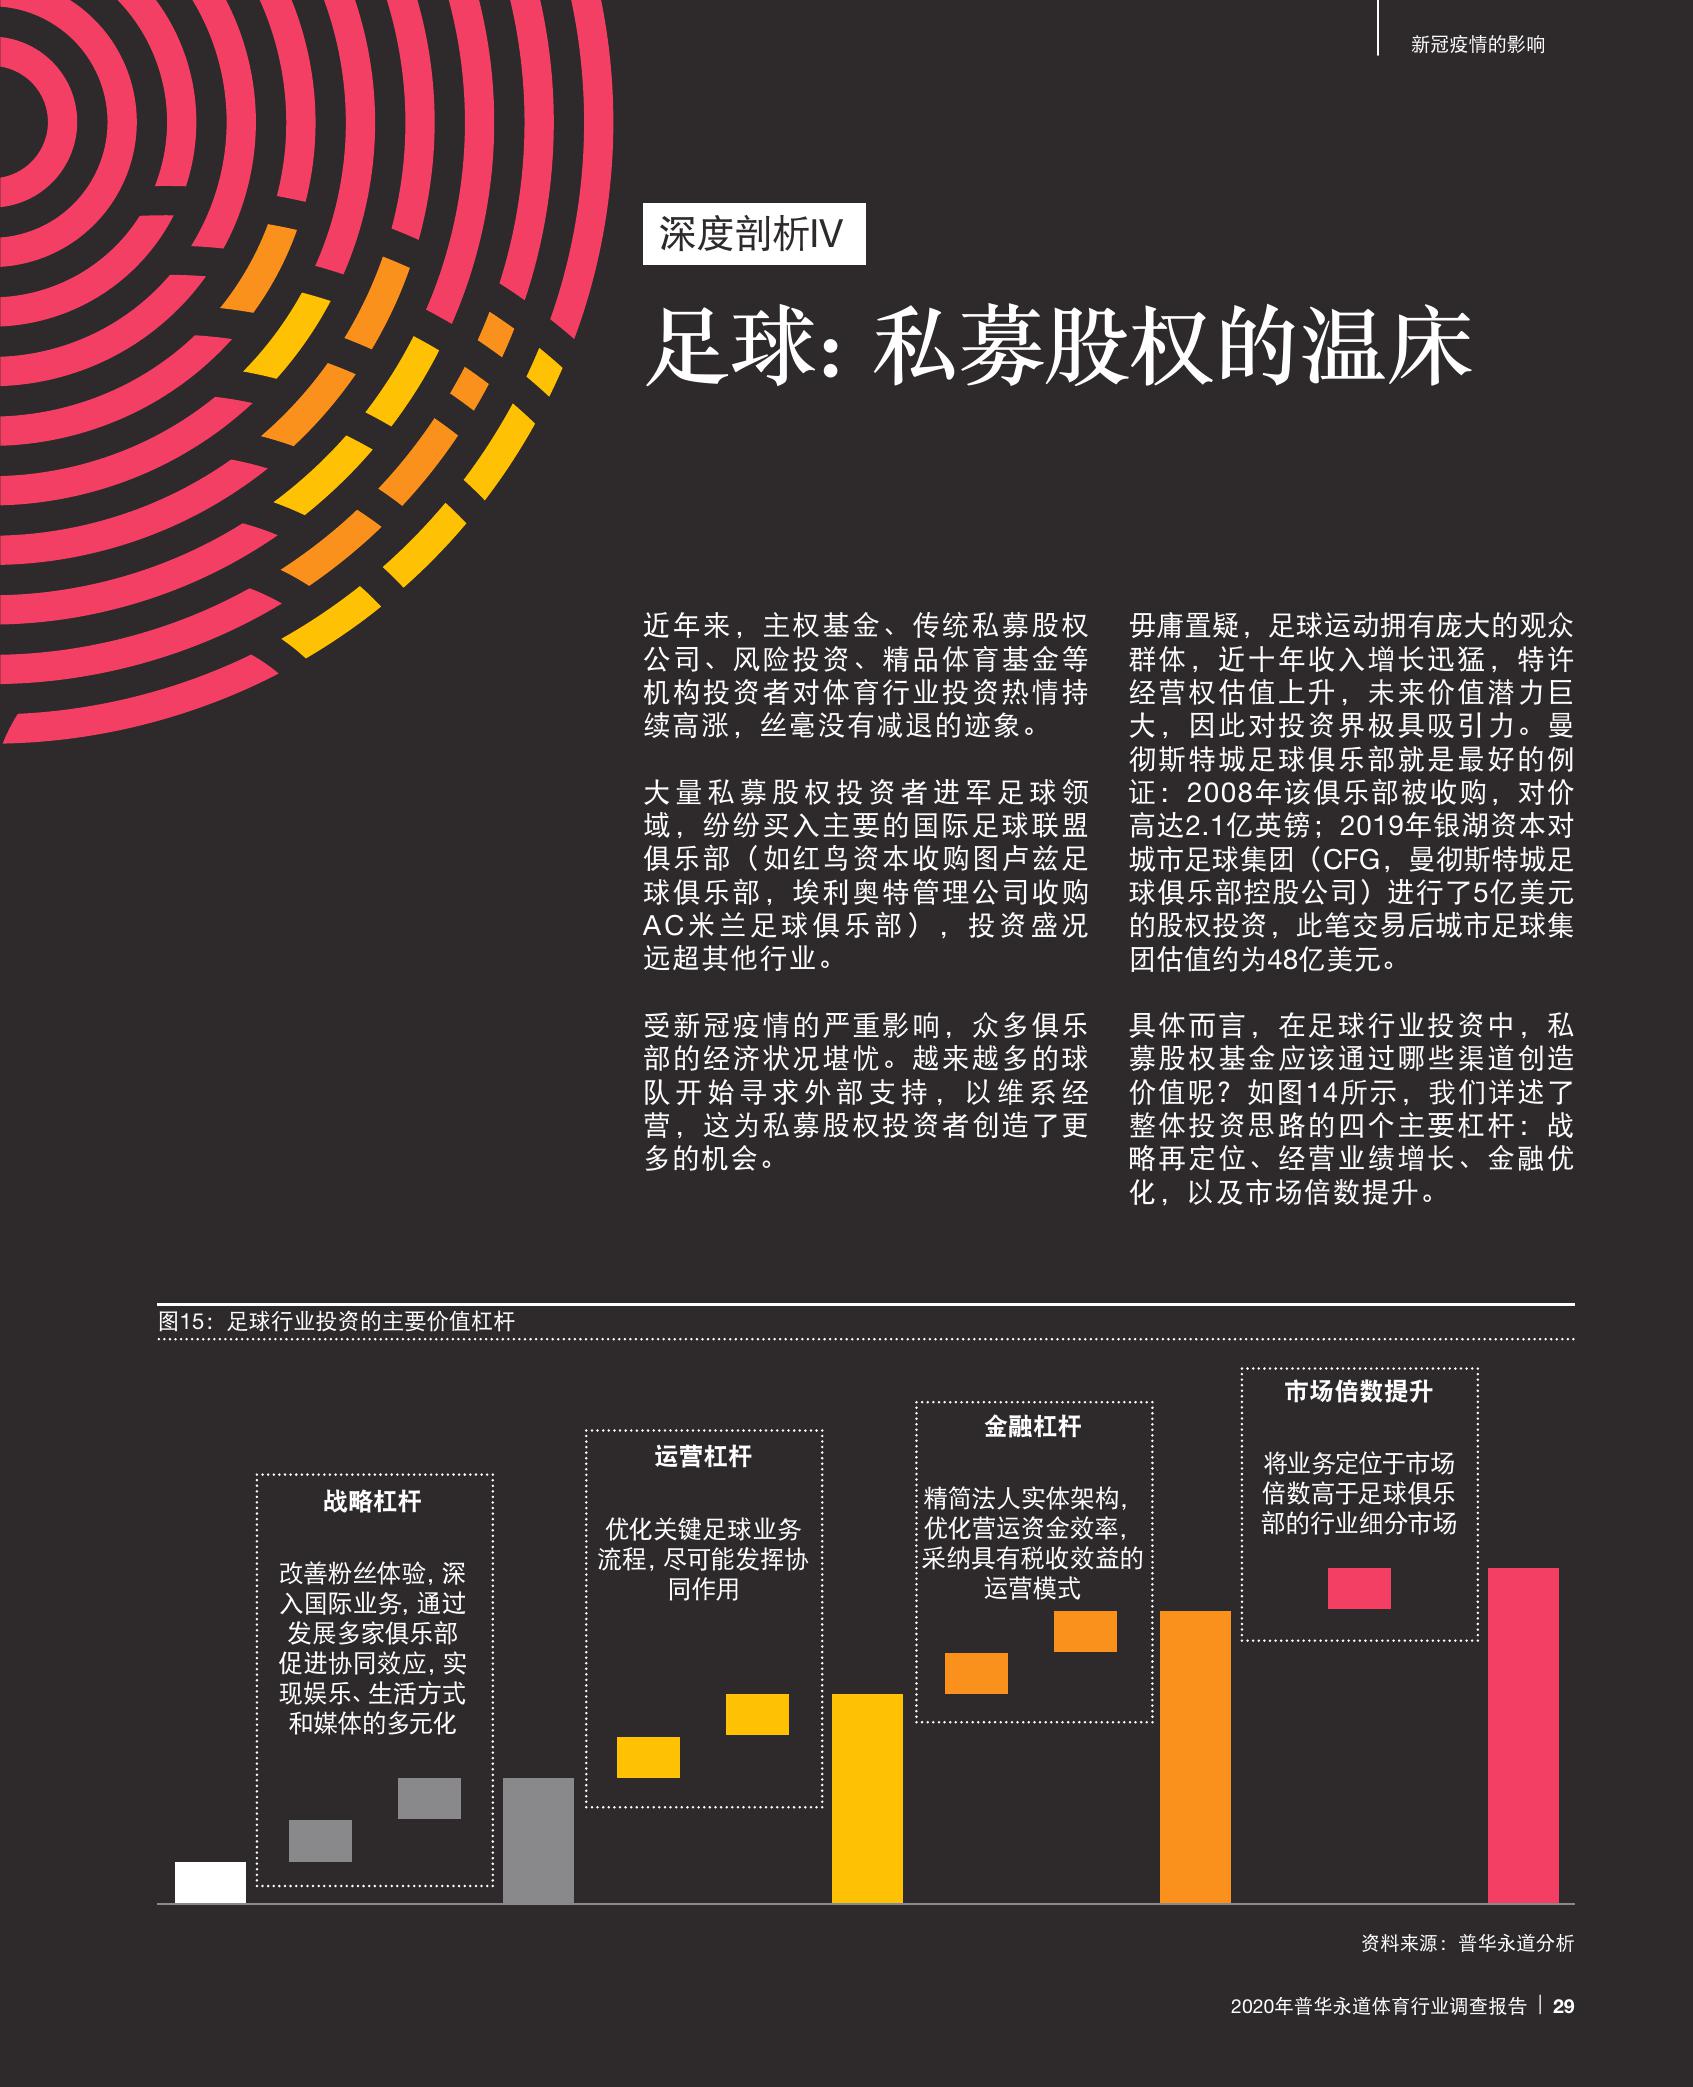 新冠疫情的影响
深度剖析IV
足球：私募股权的温床
近年来，主权基金、传统私募股权
公司、风险投资、精品体育基金等
机构投资者对体育行业投资热情持
续高涨，丝毫没有减退的迹象。
大量私募股权投资者进军足球领
域，纷纷买入主要的国际足球联盟
俱乐部（如红鸟资本收购图卢兹足
球俱乐部，埃利奥特管理公司收购
AC米兰足球俱乐部），投资盛况
远超其他行业。
受新冠疫情的严重影响，众多俱乐
部的经济状况堪忧。越来越多的球
队开始寻求外部支持，以维系经
营，这为私募股权投资者创造了更
多的机会。
毋庸置疑，足球运动拥有庞大的观众
群体，近十年收入增长迅猛，特许
经营权估值上升，未来价值潜力巨
大，因此对投资界极具吸引力。曼
彻斯特城足球俱乐部就是最好的例
证：2008年该俱乐部被收购，对价
高达2.1亿英镑；2019年银湖资本对
城市足球集团（CFG，曼彻斯特城足
球俱乐部控股公司）进行了5亿美元
的股权投资，此笔交易后城市足球集
团估值约为48亿美元。
具体而言，在足球行业投资中，私
募股权基金应该通过哪些渠道创造
价值呢？如图14所示，我们详述了
整体投资思路的四个主要杠杆：战
略再定位、经营业绩增长、金融优
化，以及市场倍数提升。
图15：足球行业投资的主要价值杠杆
战略杠杆
改善粉丝体验，深
入国际业务，通过
发展多家俱乐部
促进协同效应，实
现娱乐、生活方式
和媒体的多元化
运营杠杆
优化关键足球业务
流程，尽可能发挥协
同作用
金融杠杆
精简法人实体架构，
优化营运资金效率，
采纳具有税收效益的
运营模式
市场倍数提升
将业务定位于市场
倍数高于足球俱乐
部的行业细分市场
资料来源：普华永道分析
2020年普华永道体育行业调查报告 | 29